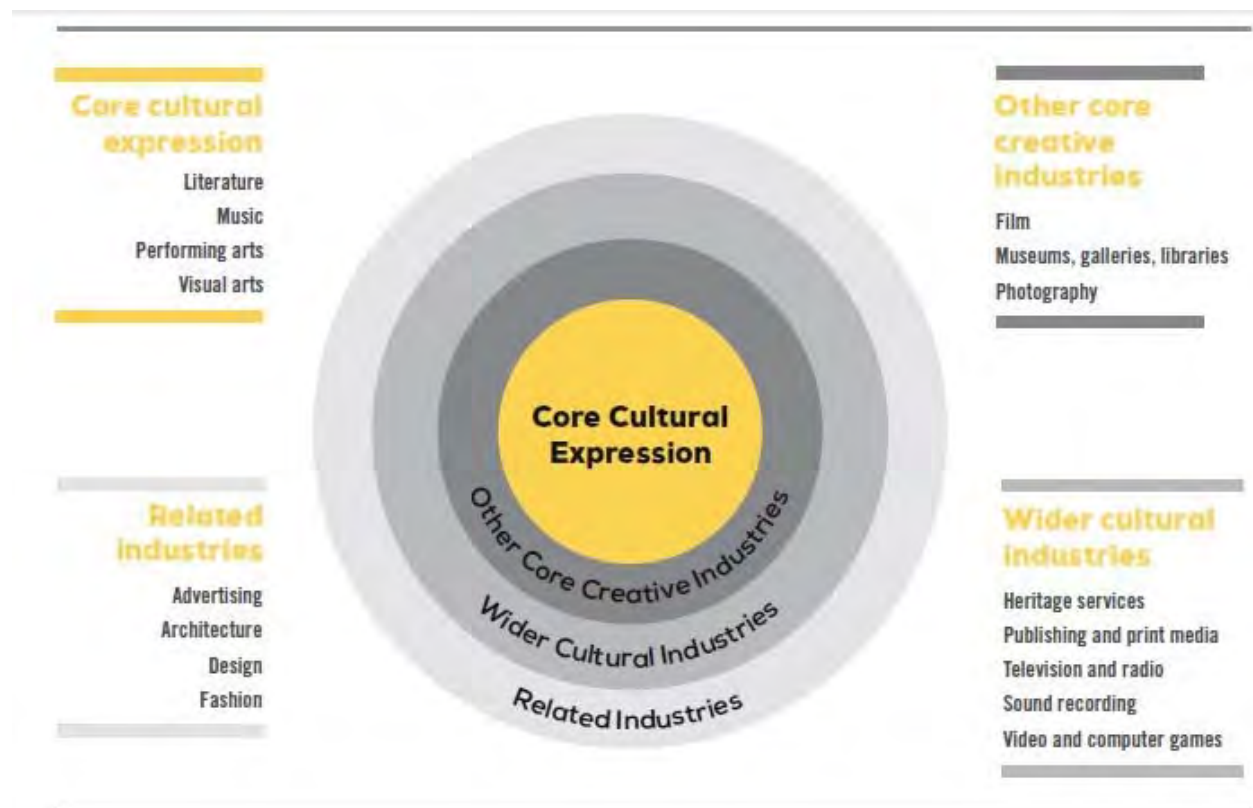 Core cultural
expression
Literature
Music
Performing arts
Visual arts
Other core
creative
industries
Film
Museums, galleries, libraries
Photography
Core Cultural
Expression
Other Core Creative Industries
Wider Cultural Industries
Related Industries
Related
industries
Advertising
Architecture
Design
Fashion
Wider cultural
industries
Heritage services
Publishing and print media
Television and radio
Sound recording
Video and computer games